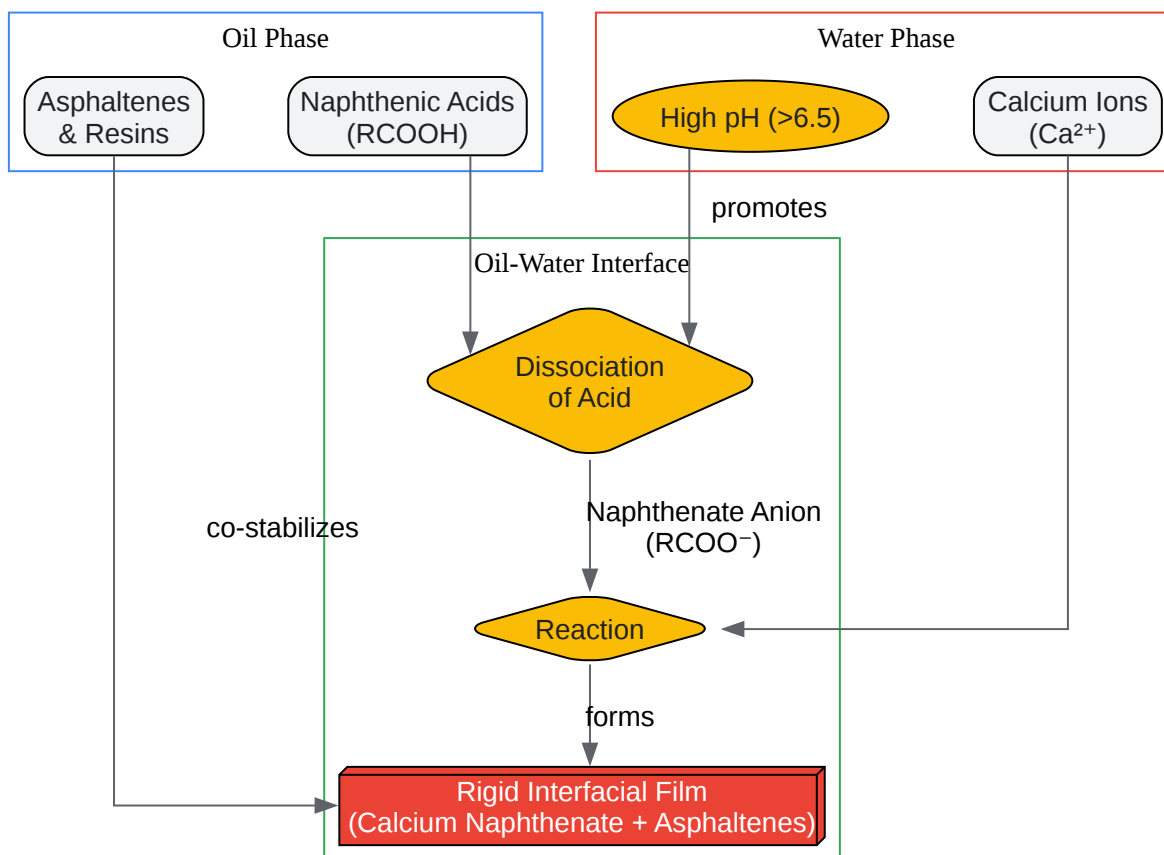 Oil Phase
Water Phase
Asphaltenes
& Resins
Naphthenic Acids
(RCOOH)
High pH (>6.5)
Calcium Ions
(Ca²⁺)
promotes
Oil-Water Interface
Dissociation
of Acid
co-stabilizes
Naphthenate Anion
(RCOO⁻)
Reaction
forms
Rigid Interfacial Film
(Calcium Naphthenate + Asphaltenes)